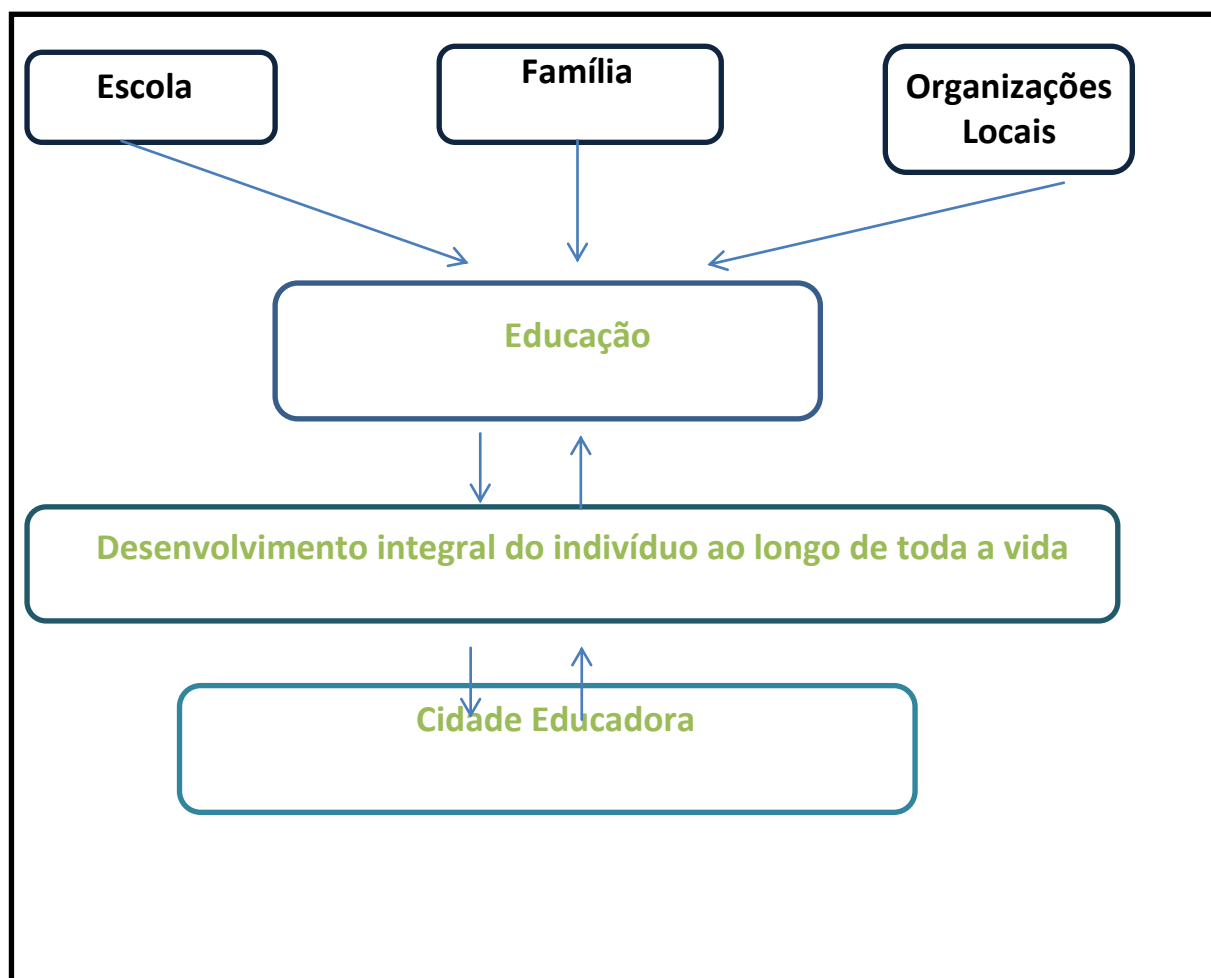 Escola
Família
Organizações
Locais
Educação
Desenvolvimento integral do indivíduo ao longo de toda a vida
Cidade Educadora